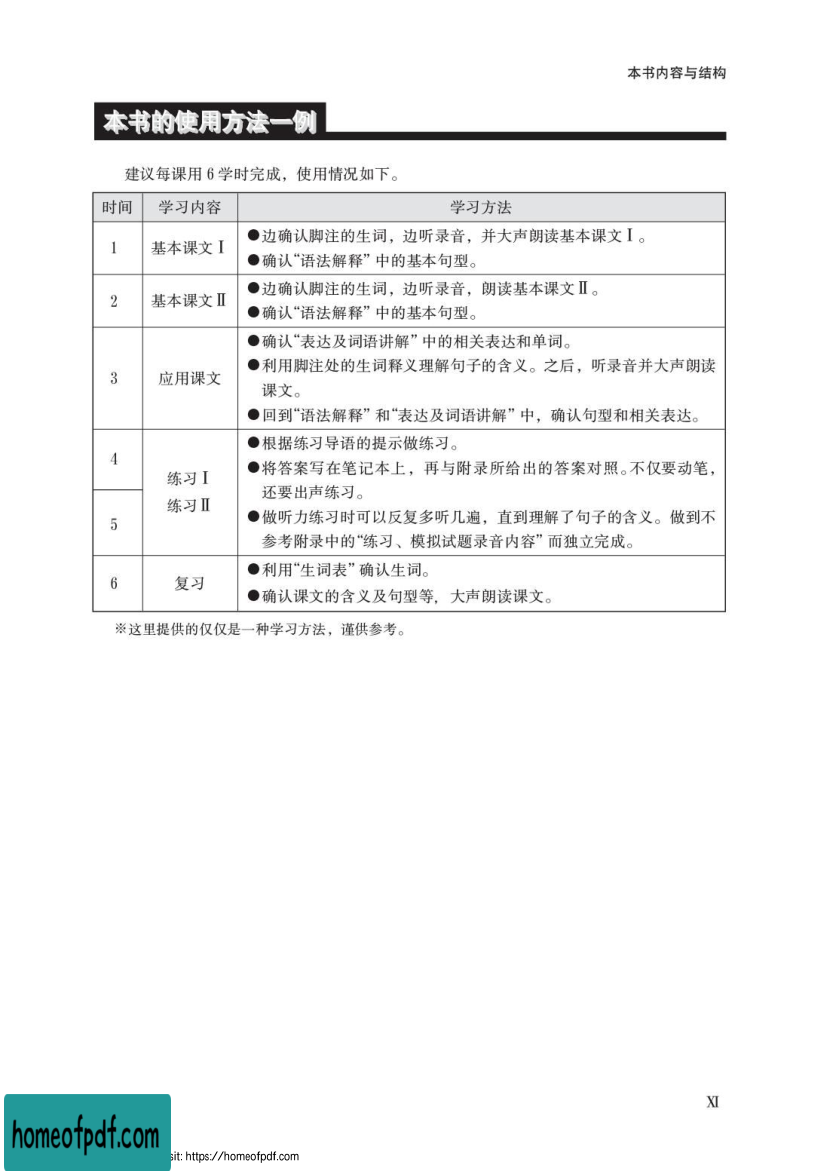 本书内容与结构
本书的使用方法一例
建议每课用 6 学时完成，使用情况如下。
时间 学习内容 学习方法
1 基本课文Ⅰ
●边确认脚注的生词，边听录音，并大声朗读基本课文Ⅰ。
●确认“语法解释”中的基本句型。
2 基本课文Ⅱ
●边确认脚注的生词，边听录音，朗读基本课文Ⅱ。
●确认“语法解释”中的基本句型。
3 应用课文
●确认“表达及词语讲解”中的相关表达和单词。
●利用脚注处的生词释义理解句子的含义。之后，听录音并大声朗读
课文。
●回到“语法解释”和“表达及词语讲解”中，确认句型和相关表达。
4
5
练习Ⅰ
练习Ⅱ
●根据练习导语的提示做练习。
●将答案写在笔记本上，再与附录所给出的答案对照。不仅要动笔，
还要出声练习。
●做听力练习时可以反复多听几遍，直到理解了句子的含义。做到不
参考附录中的“练习、模拟试题录音内容”而独立完成。
6 复习
●利用“生词表”确认生词。
●确认课文的含义及句型等，大声朗读课文。
※这里提供的仅仅是一种学习方法，谨供参考。
Ⅺ
homeofpdf.com
sit: https://homeofpdf.com